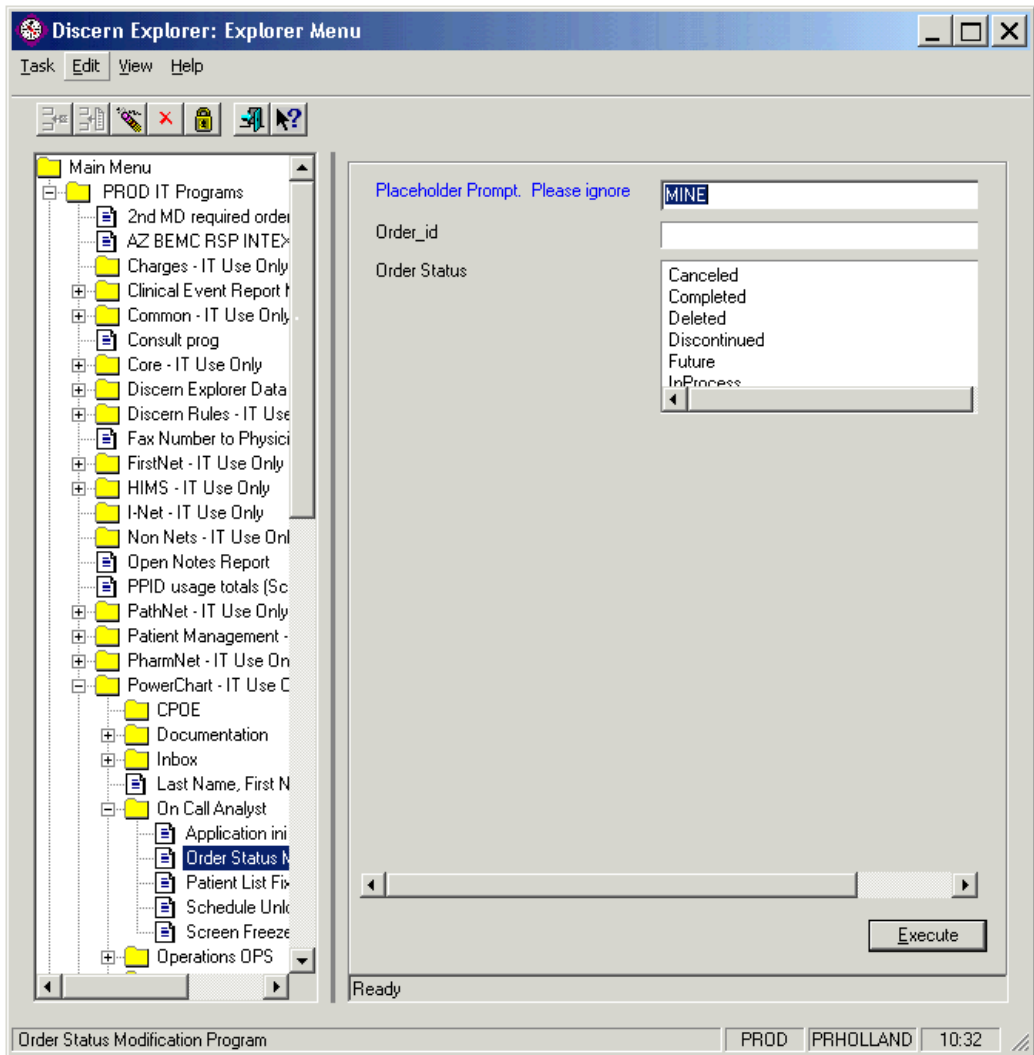 Discern Explorer: Explorer Menu
Task Edit View Help
Main Menu
PROD IT Programs
2nd MD required order
AZ BEMC RSP INTEX
Charges - IT Use Only
Clinical Event Report
Common - IT Use Only
Consult prog
Core - IT Use Only
Discern Explorer Data
Discern Rules - IT Use
Fax Number to Physici
FirstNet - IT Use Only
HIMS - IT Use Only
I-Net - IT Use Only
Non Nets - IT Use Onl
Open Notes Report
PPID usage totals (Sc
PathNet - IT Use Only
Patient Management -
PharmNet - IT Use On
PowerChart - IT Use
CPOE
Documentation
Inbox
Last Name, First N
On Call Analyst
Application ini
Order Status M
Patient List Fix
Schedule Unlo
Screen Freeze
Operations OPS
Placeholder Prompt. Please ignore MINE
Order_id
Order Status
Canceled
Completed
Deleted
Discontinued
Future
InProcess
Execute
Ready
Order Status Modification Program PROD PRHOLLAND 10:32